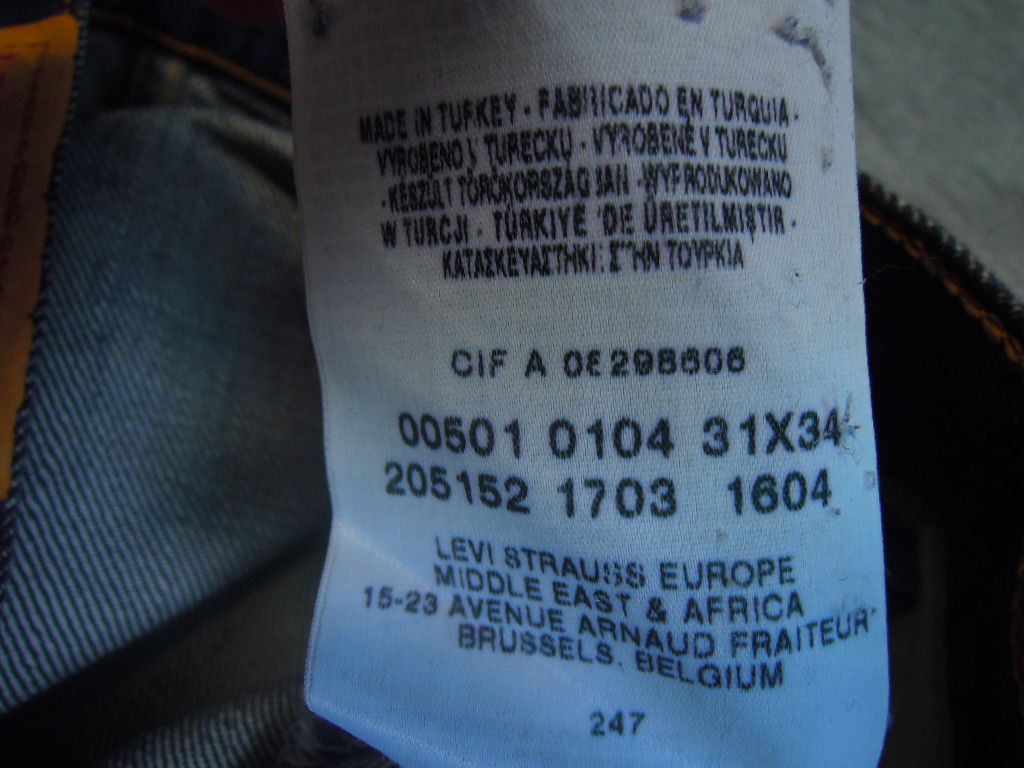 MADE IN TURKEY - FABRICADO EN TURQUIA -
VYROBENO V TURECKU - VYROBENÉ V TURECKU
- KÉSZÜLT TÖRÖKORSZÁGBAN - WYPRODUKOWANO
W TURCJI - TÜRKIYE'DE ÜRETILMIŞTIR -
ΚΑΤΑΣΚΕΥΑΣΤΗΚΕ ΣΤΗΝ ΤΟΥΡΚΙΑ
CIF A 08298606
00501 0104 31X34
205152 1703 1604
LEVI STRAUSS EUROPE
MIDDLE EAST & AFRICA
15-23 AVENUE ARNAUD FRAITEUR
BRUSSELS, BELGIUM
247